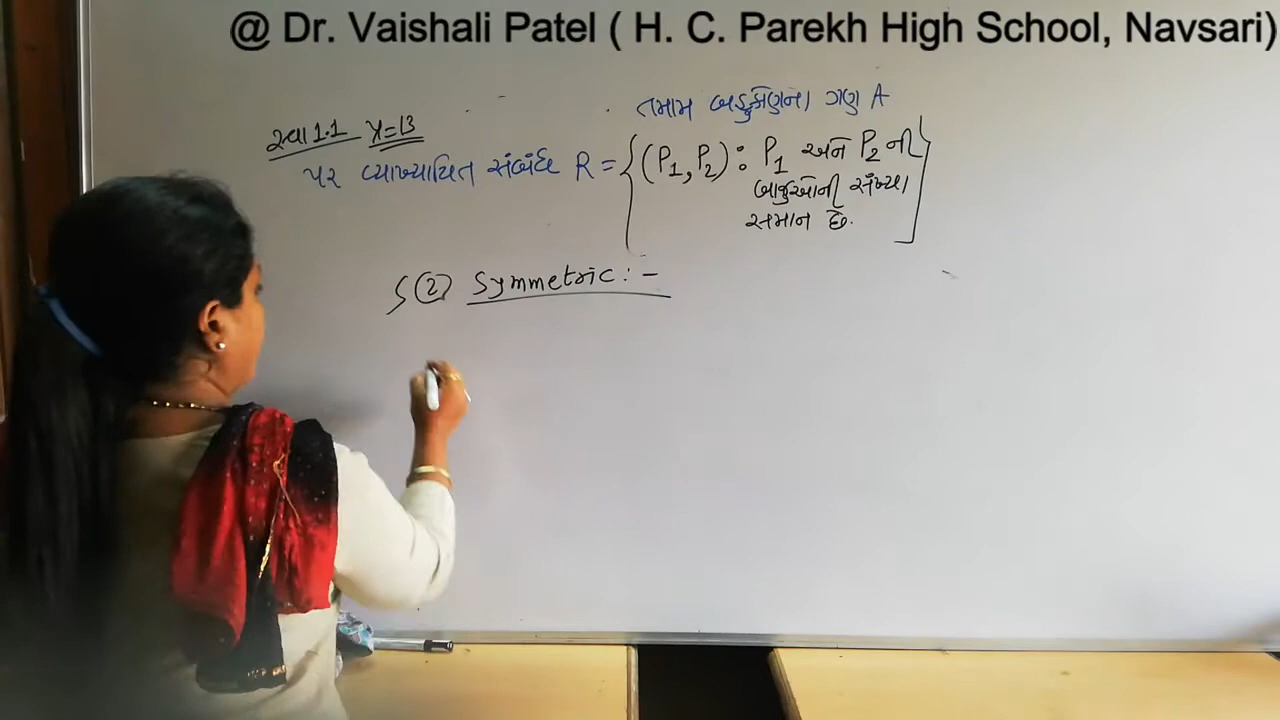 @ Dr. Vaishali Patel ( H. C. Parekh High School, Navsari)
તમામ બહુકોણના ગણ A
સ્વા 1.1 x=13
પર વ્યાખ્યાયિત સંબંધ R = { (P₁, P₂) : P₁ અને P₂ ની
બાજુઓની સંખ્યા
સમાન છે. }
(2) Symmetric : -